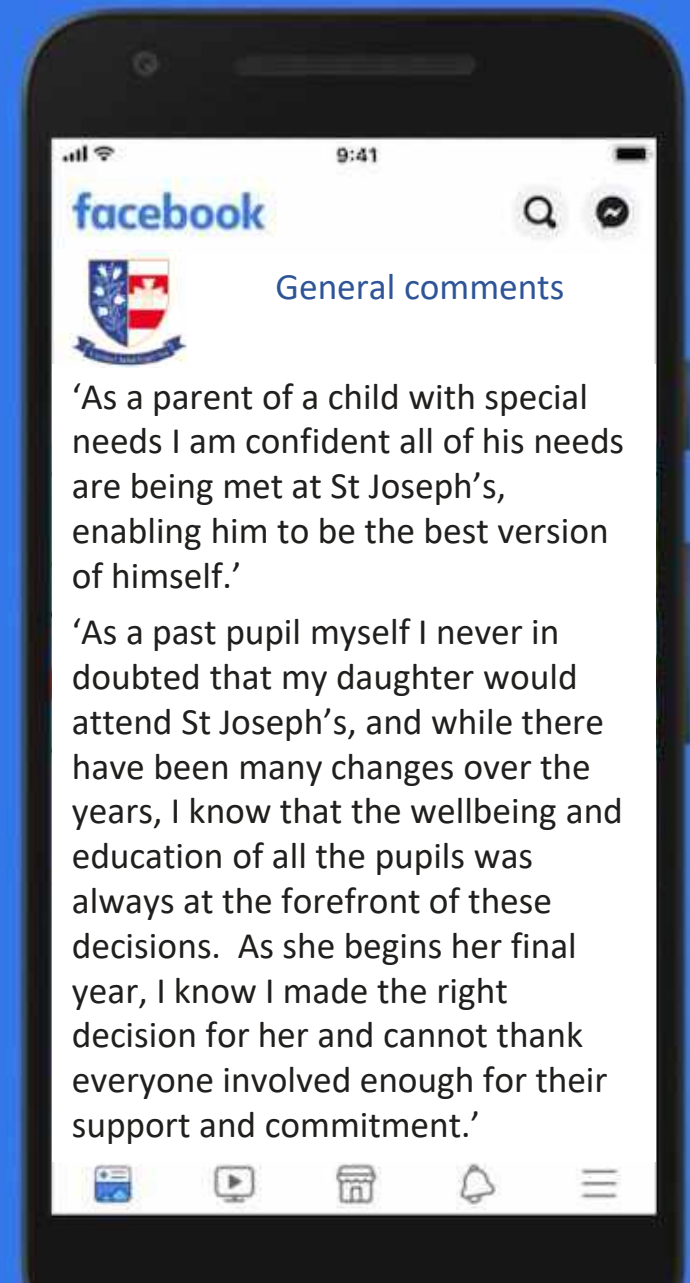 9:41
facebook
General comments
‘As a parent of a child with special
needs I am confident all of his needs
are being met at St Joseph’s,
enabling him to be the best version
of himself.’
‘As a past pupil myself I never in
doubted that my daughter would
attend St Joseph’s, and while there
have been many changes over the
years, I know that the wellbeing and
education of all the pupils was
always at the forefront of these
decisions.  As she begins her final
year, I know I made the right
decision for her and cannot thank
everyone involved enough for their
support and commitment.’